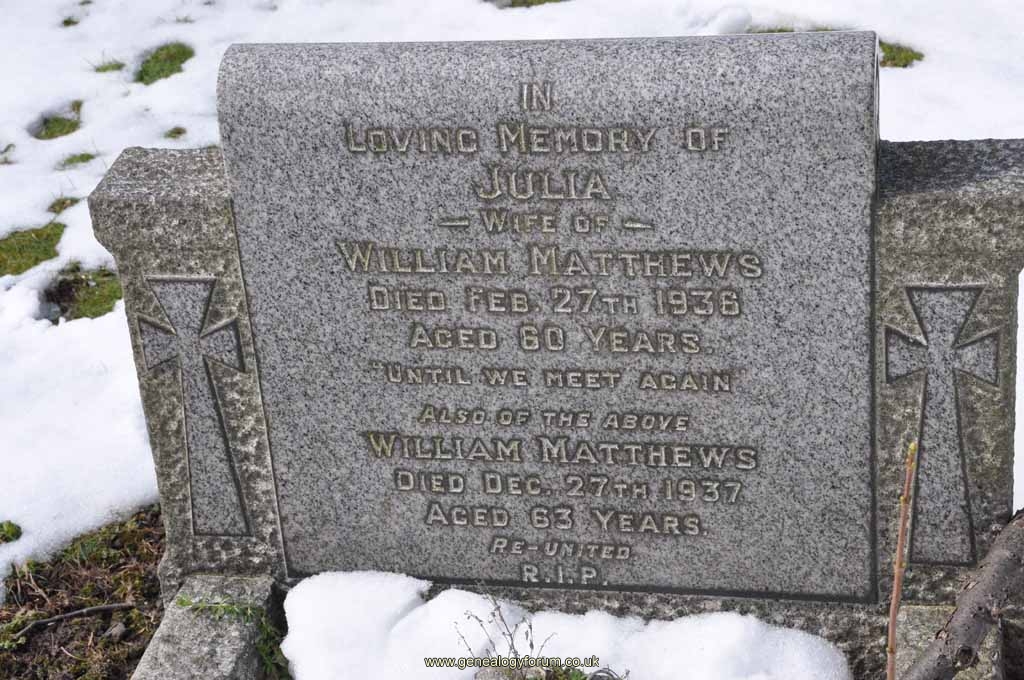 IN
LOVING MEMORY OF
JULIA
— WIFE OF —
WILLIAM MATTHEWS
DIED FEB. 27TH 1936
AGED 60 YEARS.
"UNTIL WE MEET AGAIN"
ALSO OF THE ABOVE
WILLIAM MATTHEWS
DIED DEC. 27TH 1937
AGED 63 YEARS.
RE-UNITED
R.I.P.
www.genealogyforum.co.uk